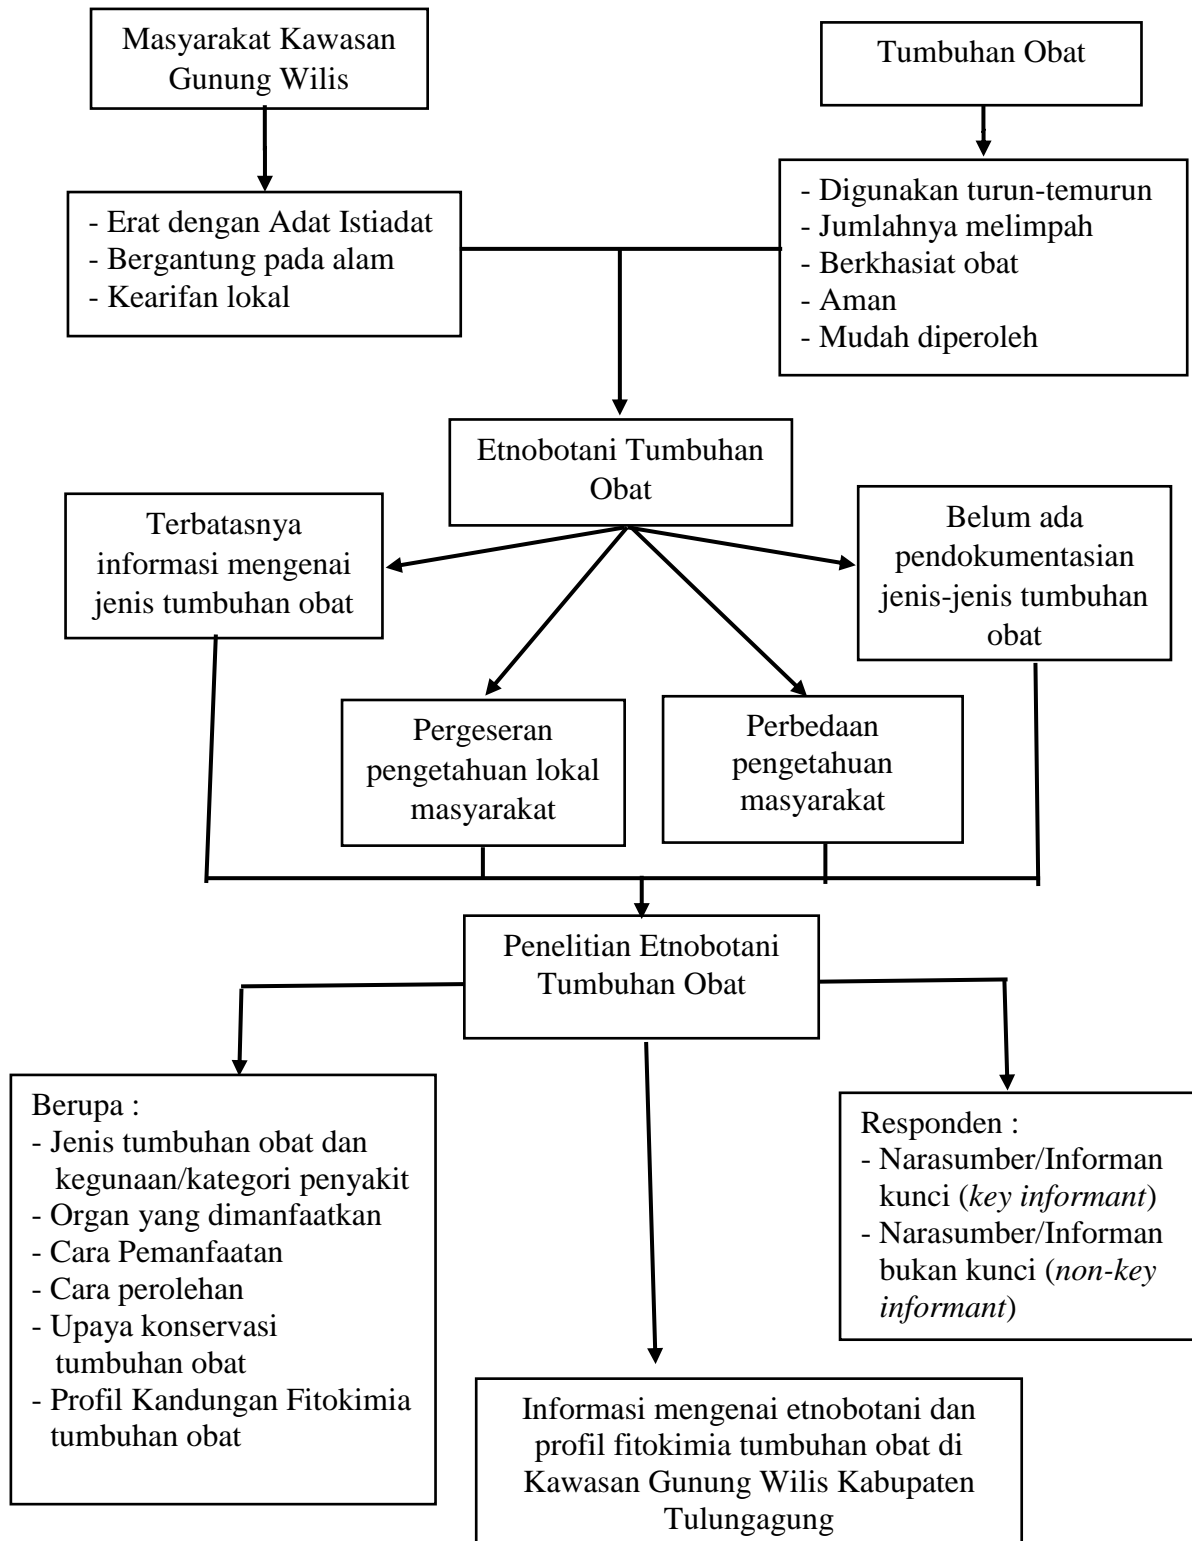 Masyarakat Kawasan
Gunung Wilis
Tumbuhan Obat
- Erat dengan Adat Istiadat
- Bergantung pada alam
- Kearifan lokal
- Digunakan turun-temurun
- Jumlahnya melimpah
- Berkhasiat obat
- Aman
- Mudah diperoleh
Etnobotani Tumbuhan
Obat
Terbatasnya
informasi mengenai
jenis tumbuhan obat
Belum ada
pendokumentasian
jenis-jenis tumbuhan
obat
Pergeseran
pengetahuan lokal
masyarakat
Perbedaan
pengetahuan
masyarakat
Penelitian Etnobotani
Tumbuhan Obat
Berupa :
- Jenis tumbuhan obat dan
kegunaan/kategori penyakit
- Organ yang dimanfaatkan
- Cara Pemanfaatan
- Cara perolehan
- Upaya konservasi
tumbuhan obat
- Profil Kandungan Fitokimia
tumbuhan obat
Responden :
- Narasumber/Informan
kunci (key informant)
- Narasumber/Informan
bukan kunci (non-key
informant)
Informasi mengenai etnobotani dan
profil fitokimia tumbuhan obat di
Kawasan Gunung Wilis Kabupaten
Tulungagung